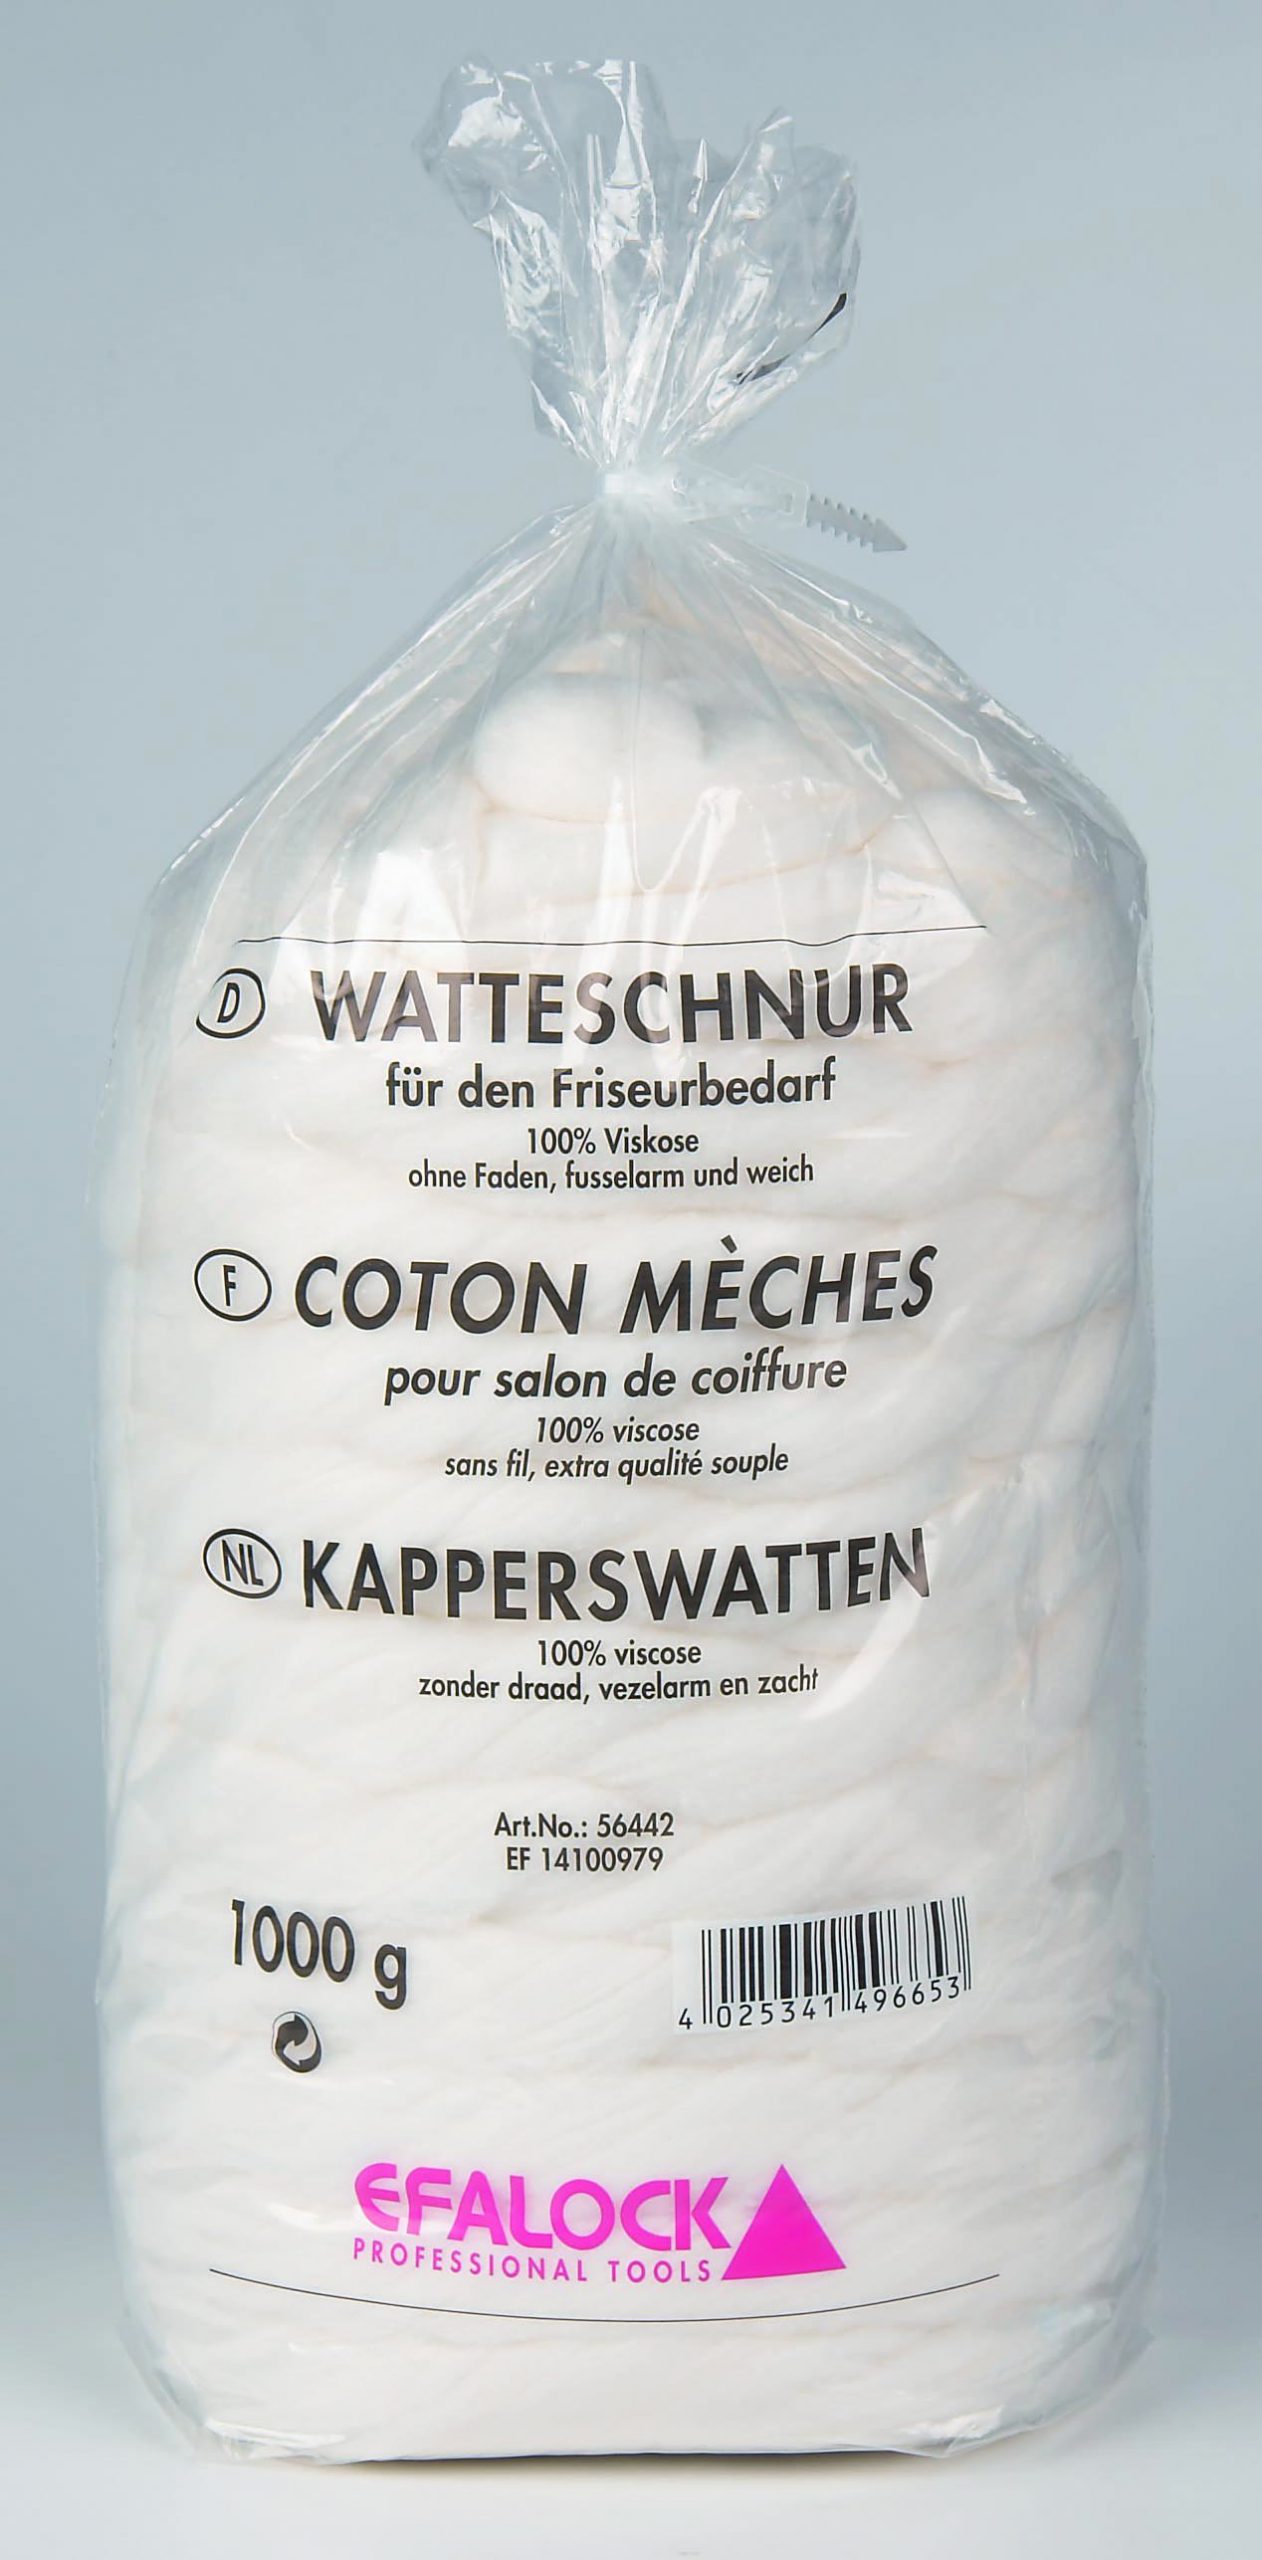 D WATTESCHNUR
für den Friseurbedarf
100% Viskose
ohne Faden, fusselarm und weich
F COTON MÈCHES
pour salon de coiffure
100% viscose
sans fil, extra qualité souple
NL KAPPERSWATTEN
100% viscose
zonder draad, vezelarm en zacht
Art.No.: 56442
EF 14100979
1000 g
4 025341 496653
EFALOCK
PROFESSIONAL TOOLS